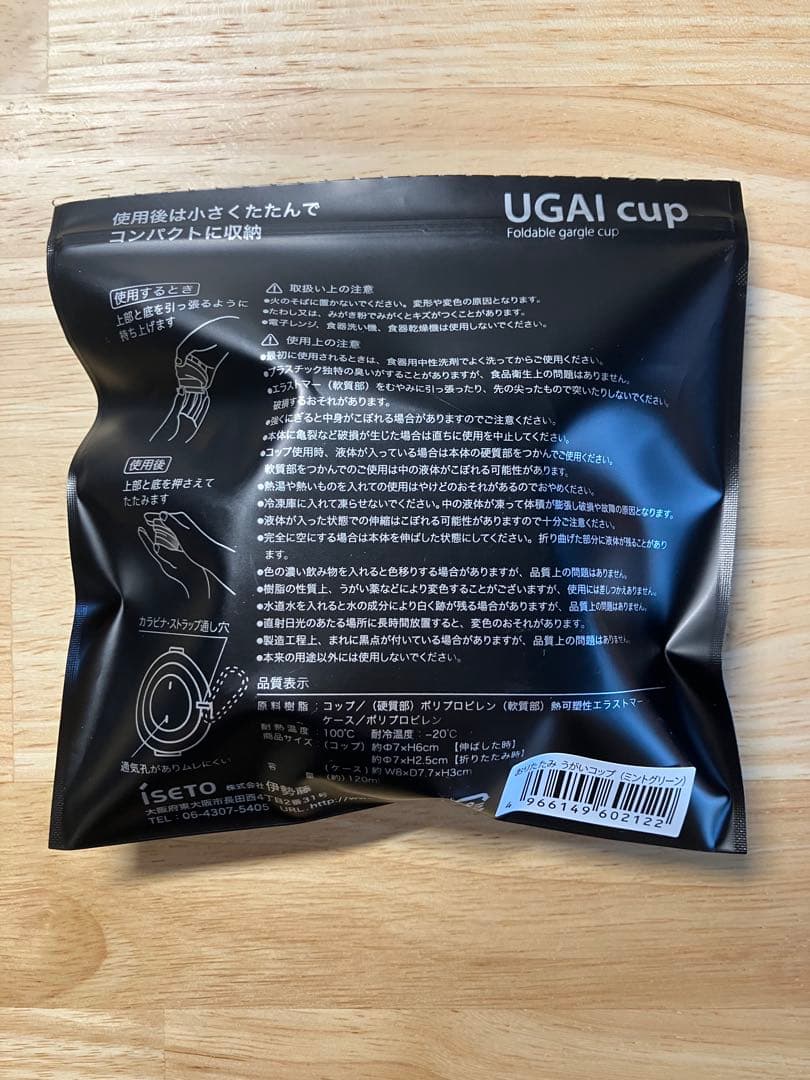 使用後は小さくたたんで
コンパクトに収納
UGAI cup
Foldable gargle cup
使用するとき
上部と底を引っ張るように
持ち上げます
使用後
上部と底を押さえて
たたみます
カラビナ・ストラップ通し穴
通気孔がありムレにくい
⚠ 取扱い上の注意
●火のそばに置かないでください。変形や変色の原因となります。
●たわし又は、みがき粉でみがくとキズがつくことがあります。
●電子レンジ、食器洗い機、食器乾燥機は使用しないでください。
⚠ 使用上の注意
●最初に使用されるときは、食器用中性洗剤でよく洗ってからご使用ください。
●プラスチック独特の臭いがすることがありますが、食品衛生上の問題はありません。
●エラストマー（軟質部）をむやみに引っ張ったり、先の尖ったもので突いたりしないでください。
破損するおそれがあります。
●強くにぎると中身がこぼれる場合がありますのでご注意ください。
●本体に亀裂など破損が生じた場合は直ちに使用を中止してください。
●コップ使用時、液体が入っている場合は本体の硬質部をつかんでご使用ください。
軟質部をつかんでのご使用は中の液体がこぼれる可能性があります。
●熱湯や熱いものを入れての使用はやけどのおそれがあるのでおやめください。
●冷凍庫に入れて凍らせないでください。中の液体が凍って体積が膨張し破損や故障の原因となります。
●液体が入った状態での伸縮はこぼれる可能性がありますので十分ご注意ください。
●完全に空にする場合は本体を伸ばした状態にしてください。折り曲げた部分に液体が残ることがあり
ます。
●色の濃い飲み物を入れると色移りする場合がありますが、品質上の問題はありません。
●樹脂の性質上、うがい薬などにより変色することがございますが、使用には差しつかえありません。
●水道水を入れると水の成分により白く跡が残る場合がありますが、品質上の問題はありません。
●直射日光のあたる場所に長時間放置すると、変色のおそれがあります。
●製造工程上、まれに黒点が付いている場合がありますが、品質上の問題はありません。
●本来の用途以外には使用しないでください。
品質表示
原料樹脂：コップ／（硬質部）ポリプロピレン（軟質部）熱可塑性エラストマー
ケース／ポリプロピレン
耐熱温度：100℃ 耐冷温度：-20℃
商品サイズ：（コップ）約Φ7×H6cm 【伸ばした時】
約Φ7×H2.5cm【折りたたみ時】
（ケース）約W8×D7.7×H3cm
容量：約120m
ISETO 株式会社伊勢藤
大阪府東大阪市長田西4丁目2番31号
TEL：06-4307-5405 URL.http://w
おりたたみ うがいコップ（ミントグリーン）
4 966149 602122